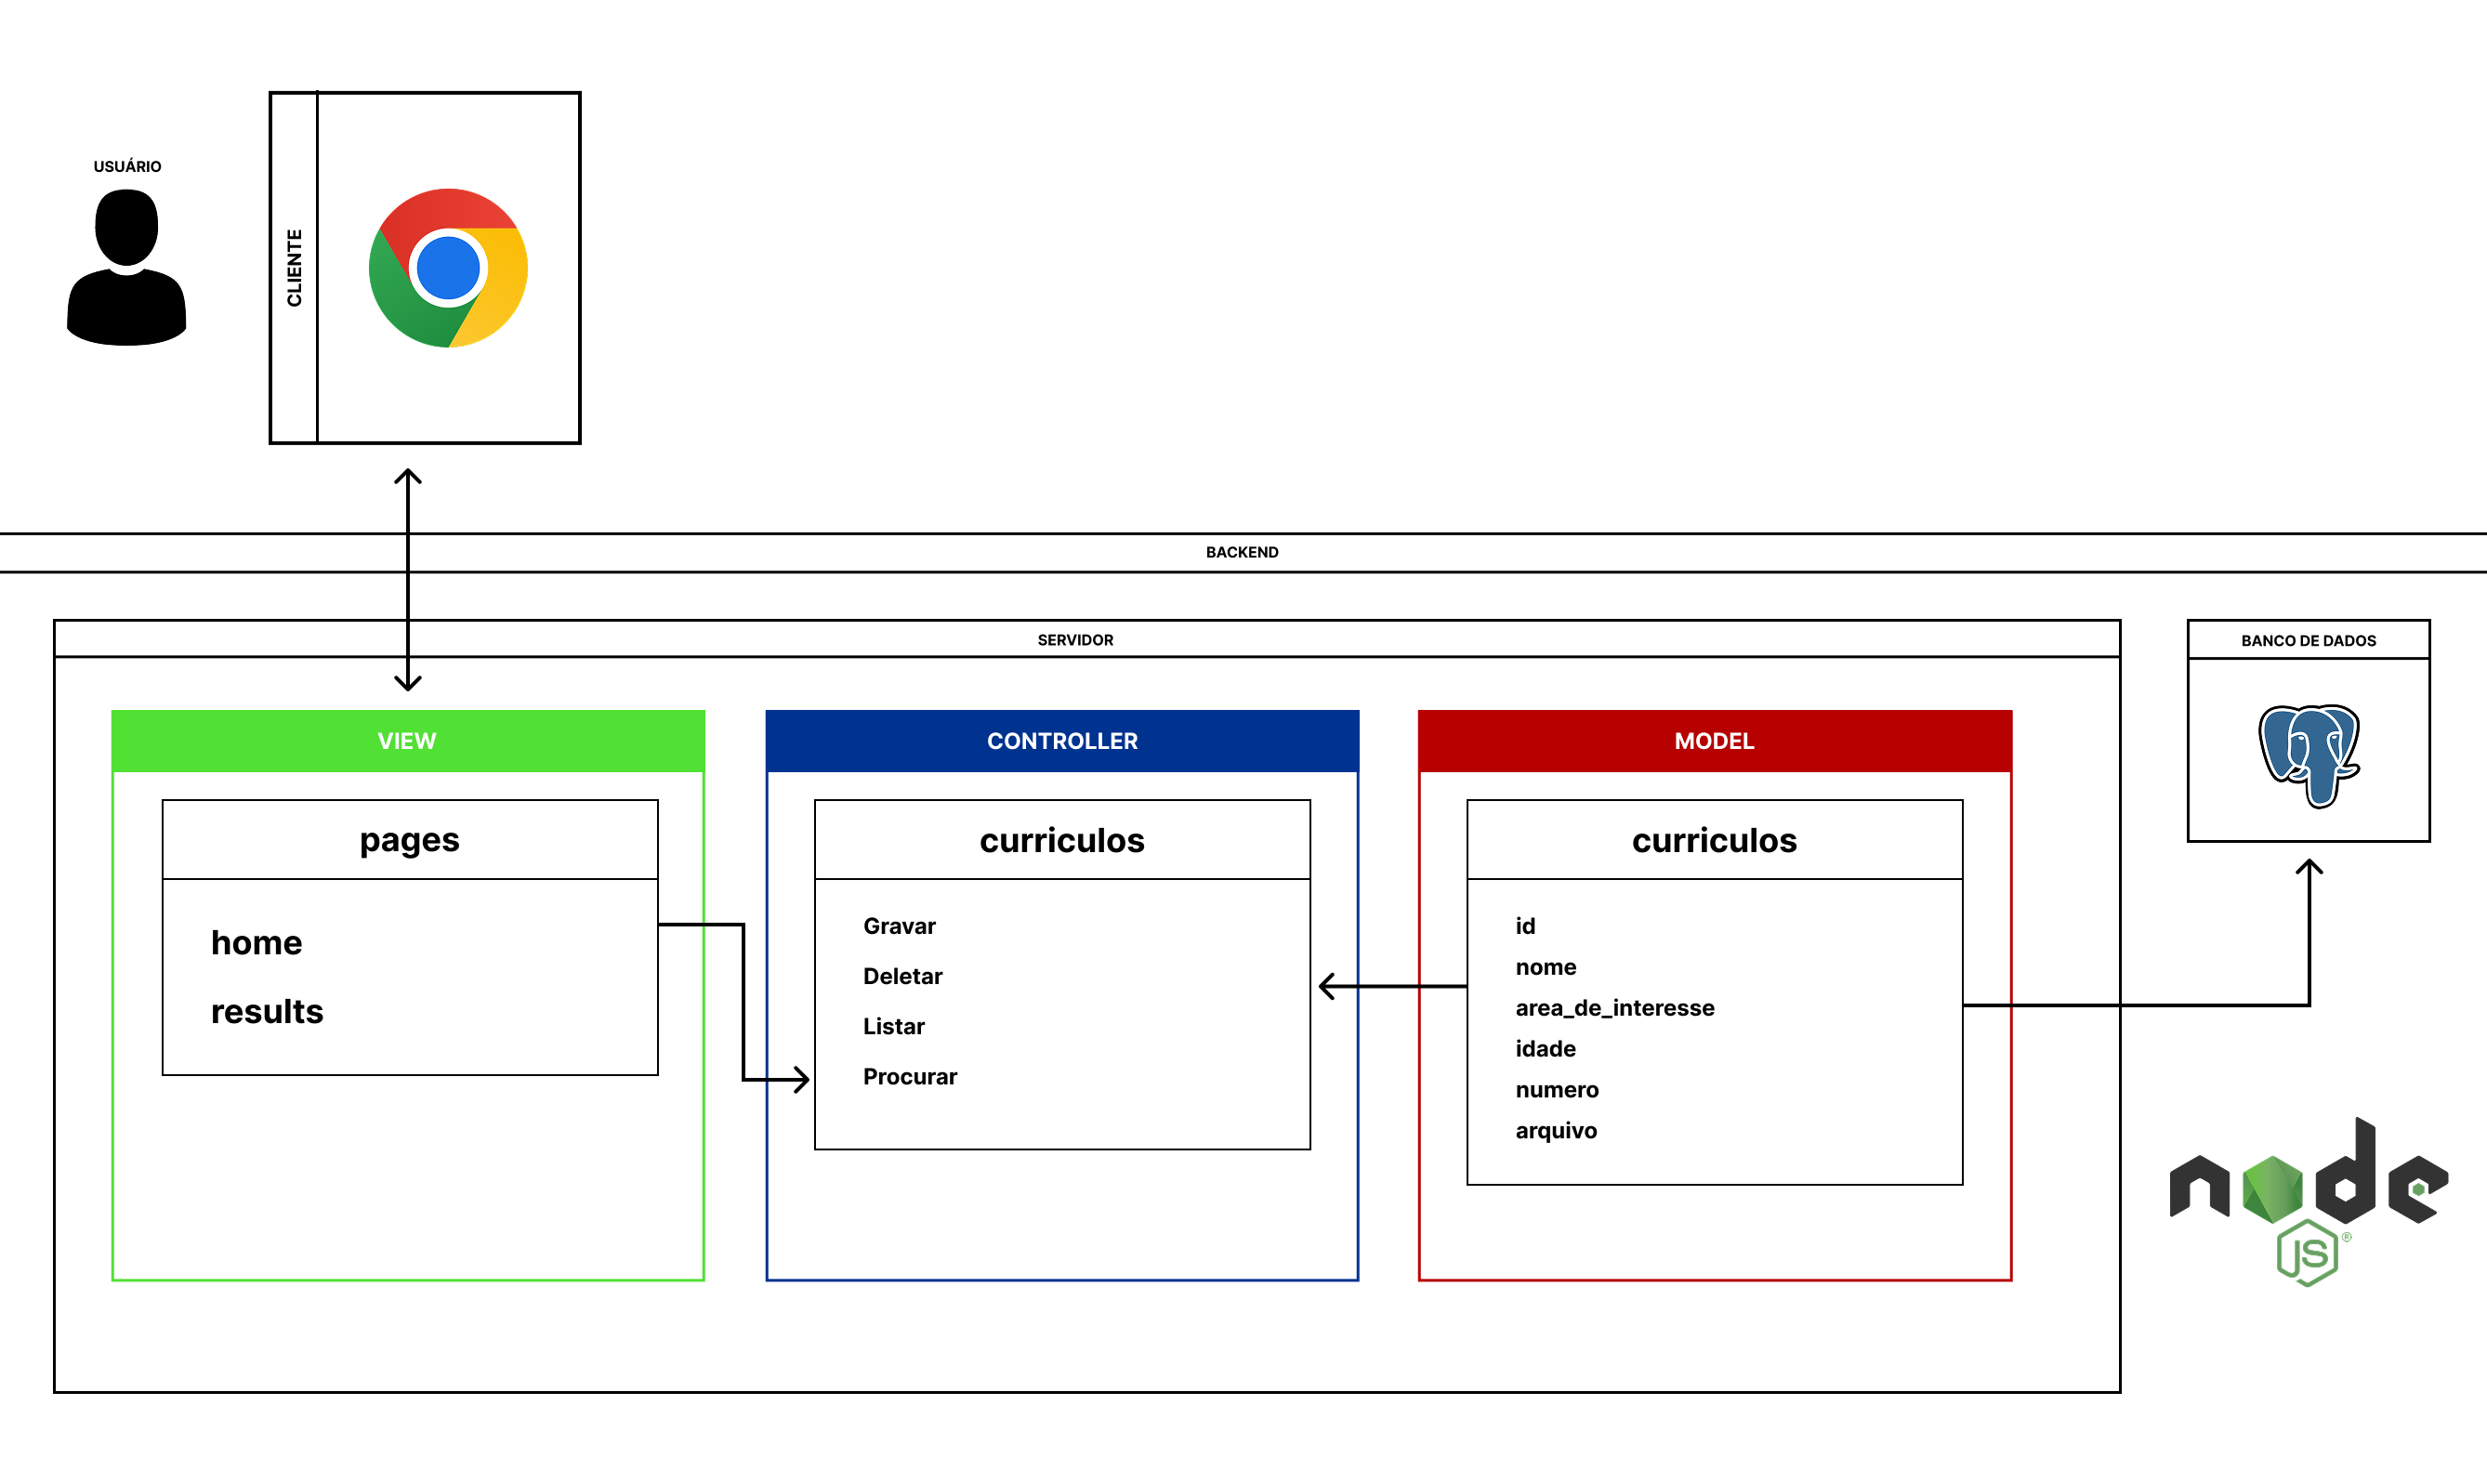 USUÁRIO
CLIENTE
BACKEND
SERVIDOR
BANCO DE DADOS
VIEW
CONTROLLER
MODEL
pages
curriculos
curriculos
home
results
Gravar
Deletar
Listar
Procurar
id
nome
area_de_interesse
idade
numero
arquivo
node
JS®